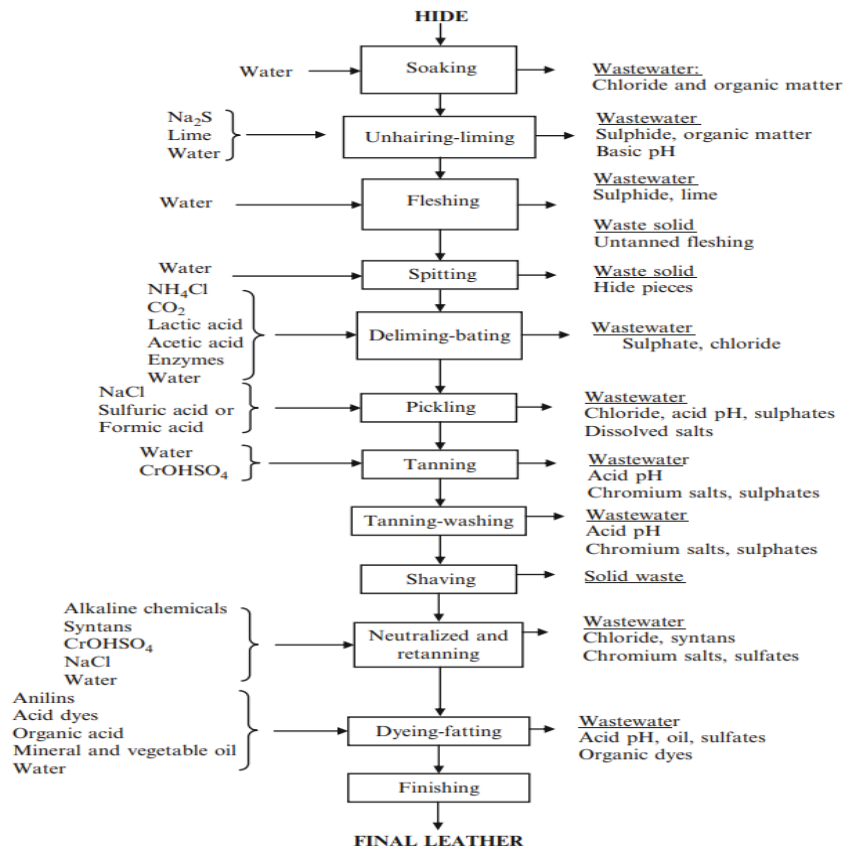 HIDE
Water
Soaking
Wastewater:
Chloride and organic matter
Na₂S
Lime
Water
Unhairing-liming
Wastewater
Sulphide, organic matter
Basic pH
Water
Fleshing
Wastewater
Sulphide, lime
Waste solid
Untanned fleshing
Water
Spitting
Waste solid
Hide pieces
NH₄Cl
CO₂
Lactic acid
Acetic acid
Enzymes
Water
Deliming-bating
Wastewater
Sulphate, chloride
NaCl
Sulfuric acid or
Formic acid
Pickling
Wastewater
Chloride, acid pH, sulphates
Dissolved salts
Water
CrOHSO₄
Tanning
Wastewater
Acid pH
Chromium salts, sulphates
Tanning-washing
Wastewater
Acid pH
Chromium salts, sulphates
Shaving
Solid waste
Alkaline chemicals
Syntans
CrOHSO₄
NaCl
Water
Neutralized and
retanning
Wastewater
Chloride, syntans
Chromium salts, sulfates
Anilins
Acid dyes
Organic acid
Mineral and vegetable oil
Water
Dyeing-fatting
Wastewater
Acid pH, oil, sulfates
Organic dyes
Finishing
FINAL LEATHER